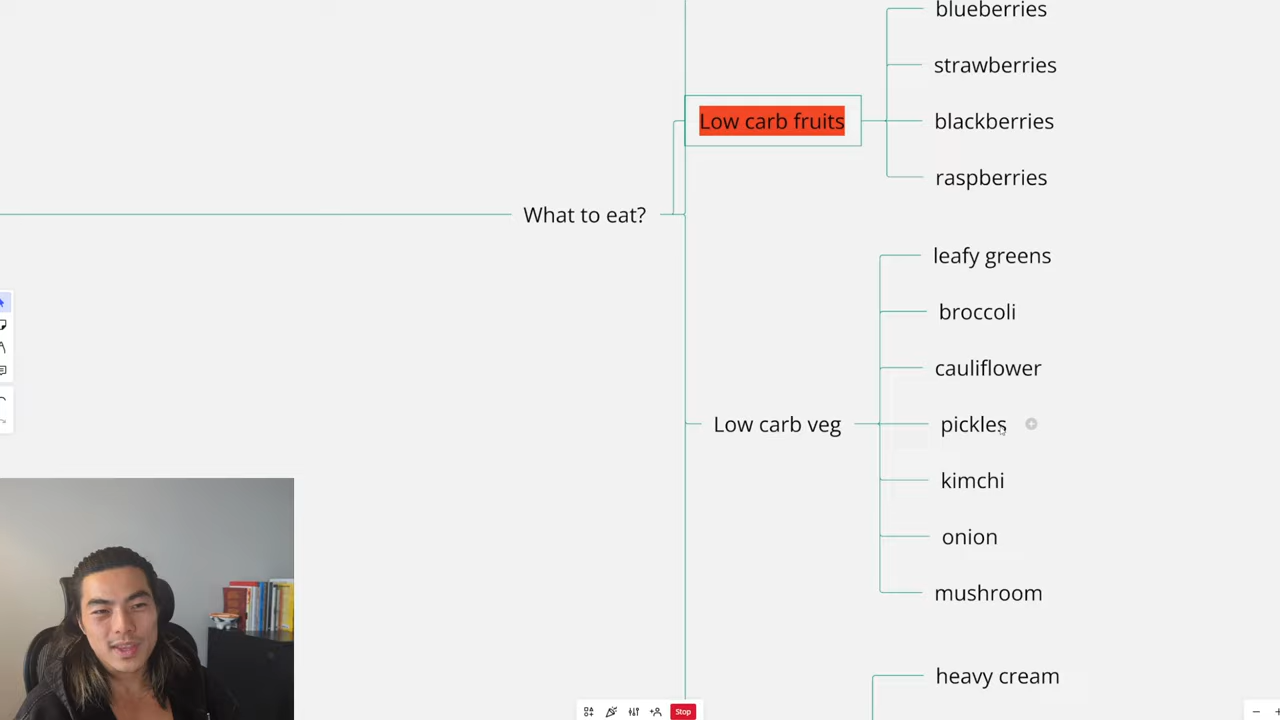 blueberries
strawberries
Low carb fruits
blackberries
raspberries
What to eat?
leafy greens
broccoli
cauliflower
Low carb veg
pickles
kimchi
onion
mushroom
heavy cream
Stop